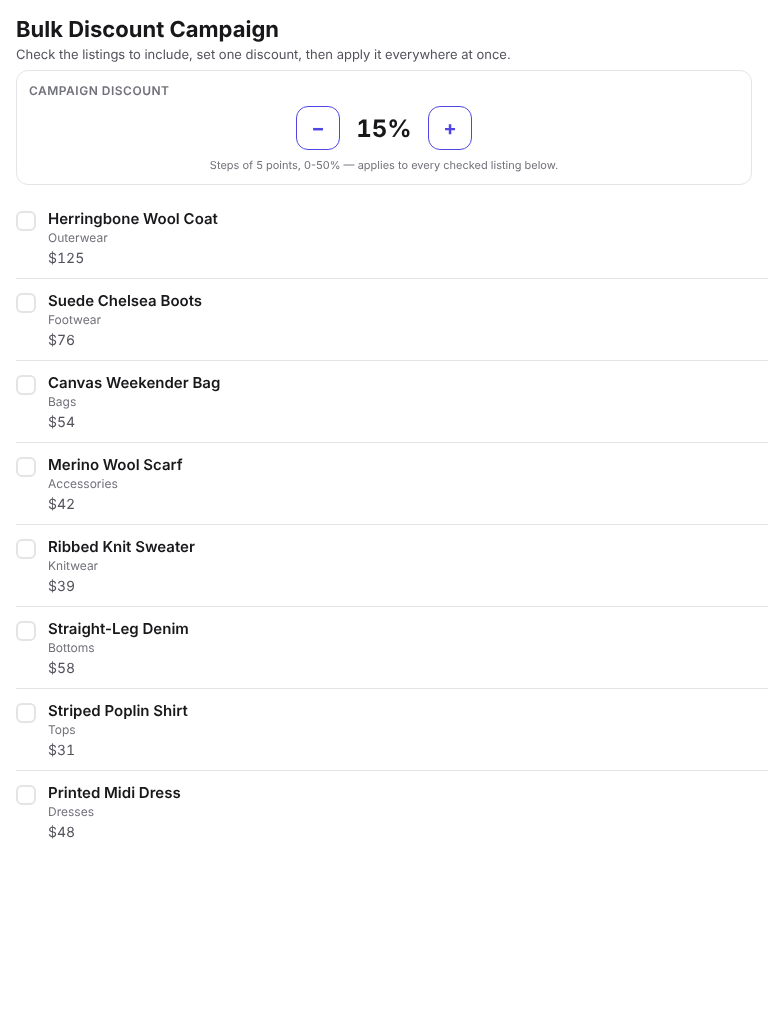 Bulk Discount Campaign
Check the listings to include, set one discount, then apply it everywhere at once.
CAMPAIGN DISCOUNT
− 15% +
Steps of 5 points, 0-50% — applies to every checked listing below.
Herringbone Wool Coat
Outerwear
$125
Suede Chelsea Boots
Footwear
$76
Canvas Weekender Bag
Bags
$54
Merino Wool Scarf
Accessories
$42
Ribbed Knit Sweater
Knitwear
$39
Straight-Leg Denim
Bottoms
$58
Striped Poplin Shirt
Tops
$31
Printed Midi Dress
Dresses
$48